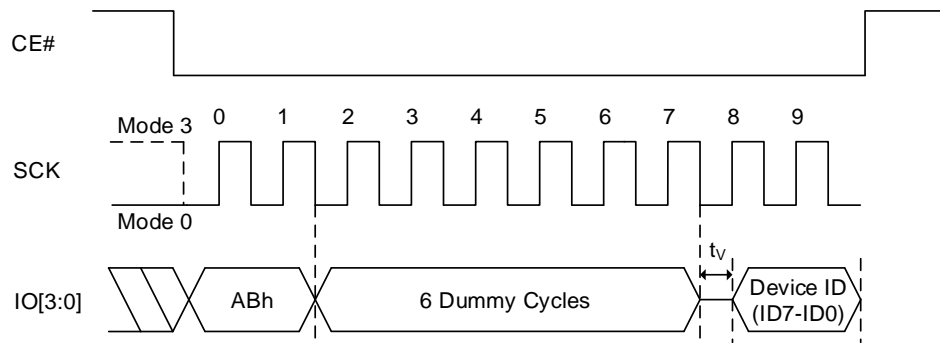 CE#
0 1 2 3 4 5 6 7 8 9
Mode 3
SCK
Mode 0
tV
IO[3:0]
ABh
6 Dummy Cycles
Device ID
(ID7-ID0)